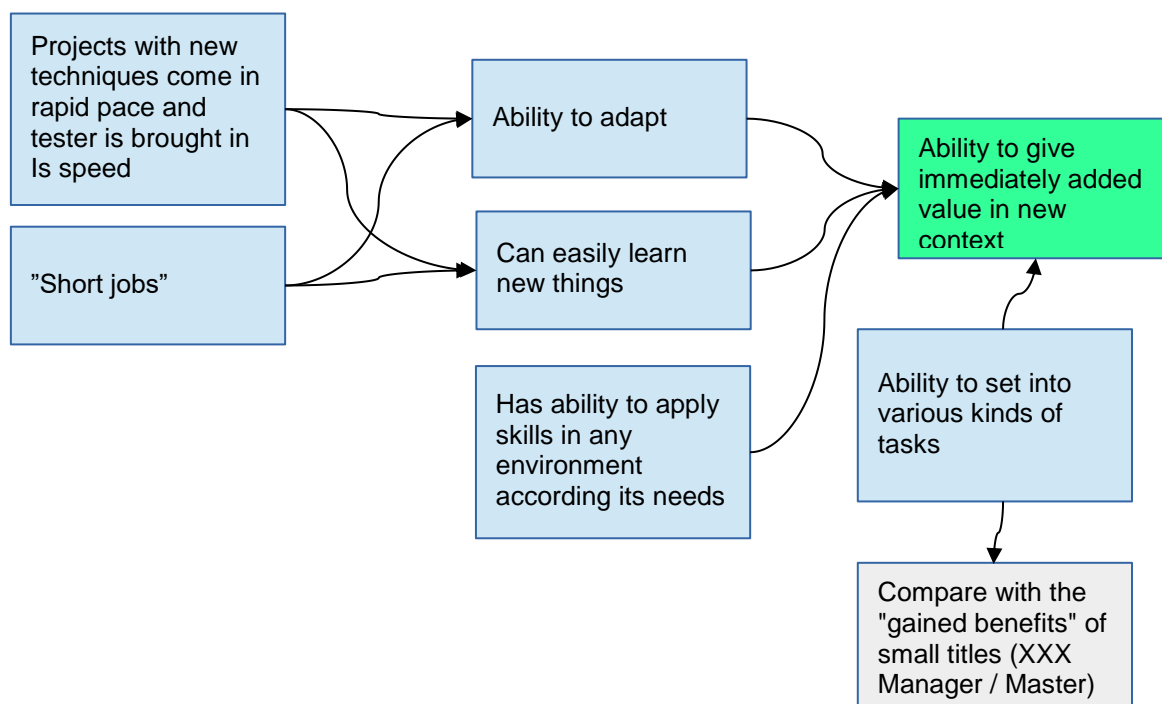 Projects with new
techniques come in
rapid pace and
tester is brought in
Is speed
”Short jobs”
Ability to adapt
Can easily learn
new things
Has ability to apply
skills in any
environment
according its needs
Ability to give
immediately added
value in new
context
Ability to set into
various kinds of
tasks
Compare with the
"gained benefits" of
small titles (XXX
Manager / Master)